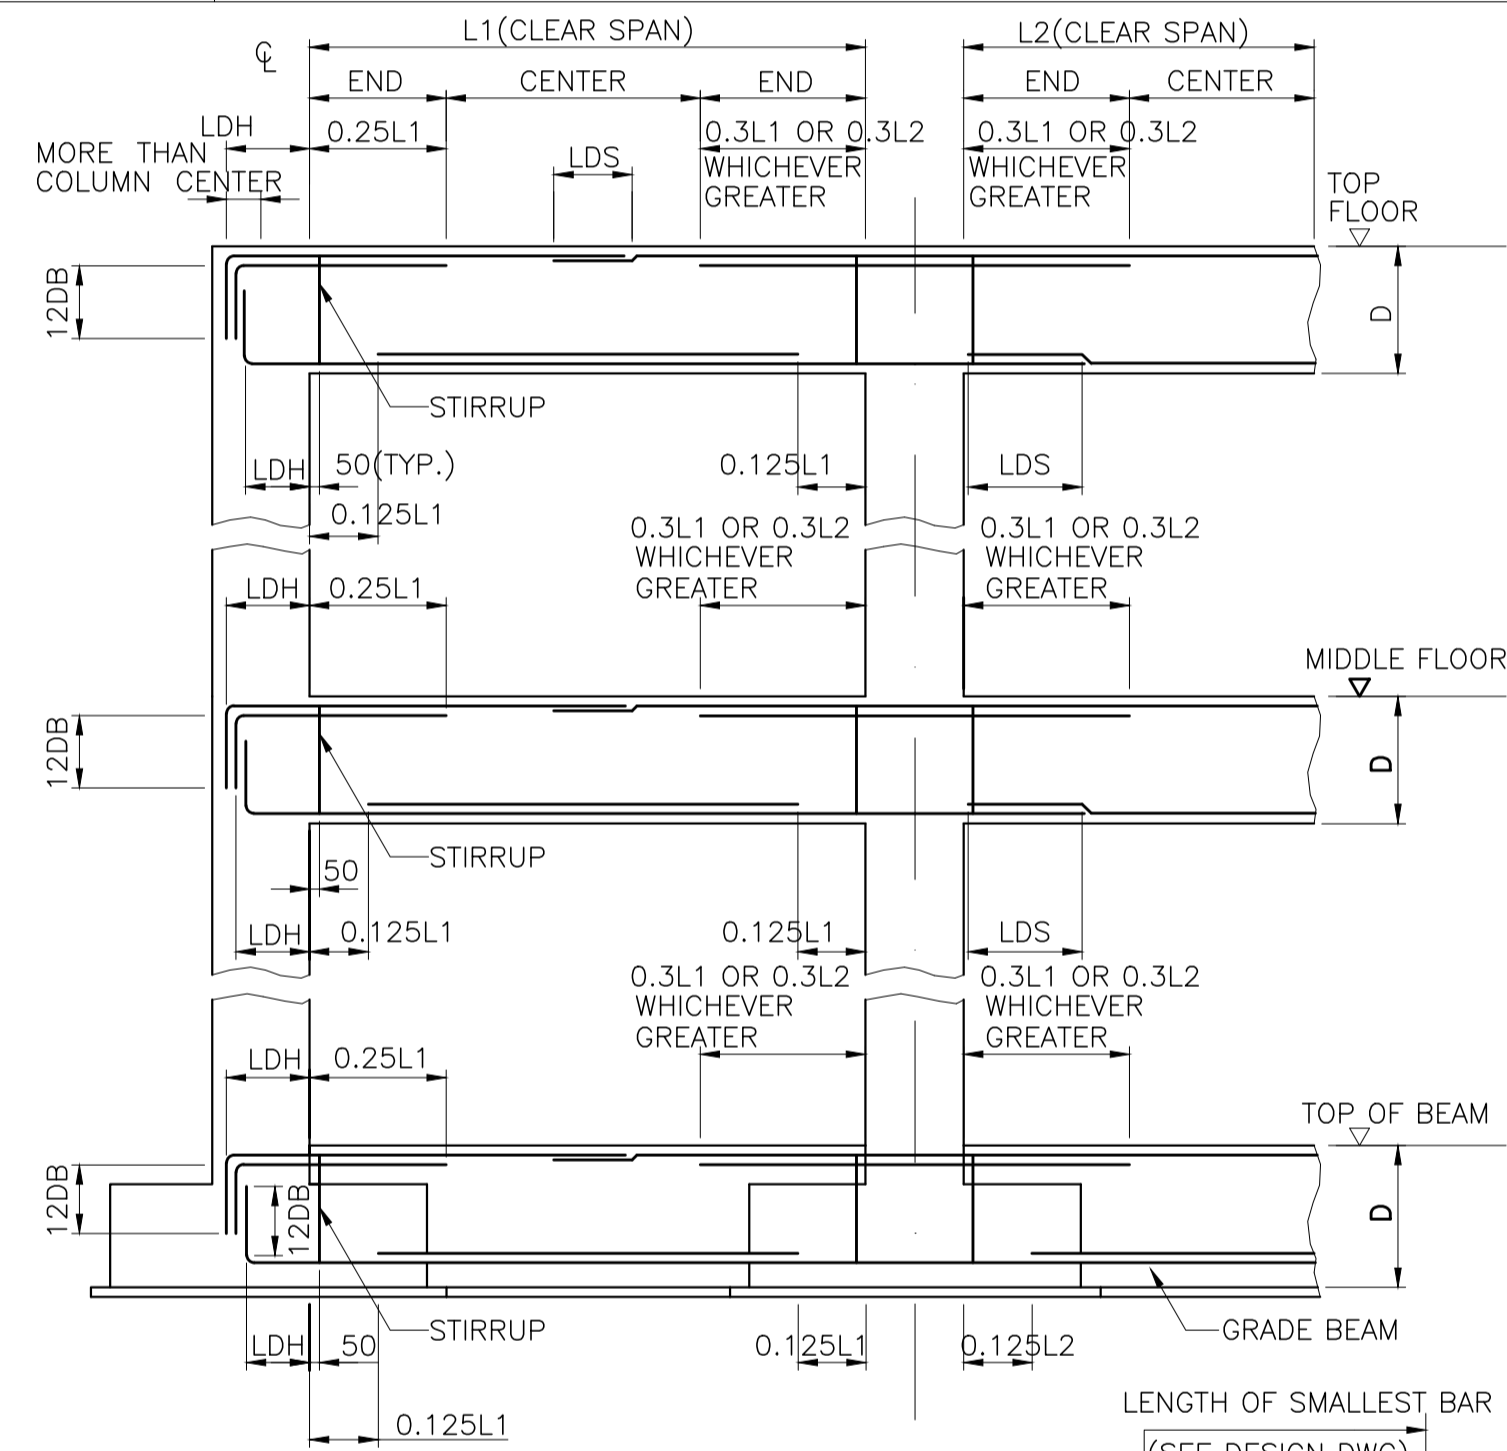 L1(CLEAR SPAN)
L2(CLEAR SPAN)
℄
END
CENTER
END
END
CENTER
LDH
0.25L1
0.3L1 OR 0.3L2
0.3L1 OR 0.3L2
MORE THAN
COLUMN CENTER
LDS
WHICHEVER
GREATER
WHICHEVER
GREATER
TOP
FLOOR
12DB
D
STIRRUP
LDH
50(TYP.)
0.125L1
LDS
0.125L1
0.3L1 OR 0.3L2
WHICHEVER
GREATER
0.3L1 OR 0.3L2
WHICHEVER
GREATER
LDH
0.25L1
MIDDLE FLOOR
12DB
D
STIRRUP
50
LDH
0.125L1
0.125L1
LDS
0.3L1 OR 0.3L2
WHICHEVER
GREATER
0.3L1 OR 0.3L2
WHICHEVER
GREATER
LDH
0.25L1
TOP OF BEAM
12DB
12DB
D
STIRRUP
GRADE BEAM
LDH
50
0.125L1
0.125L2
0.125L1
LENGTH OF SMALLEST BAR
(SEE DESIGN DWG)